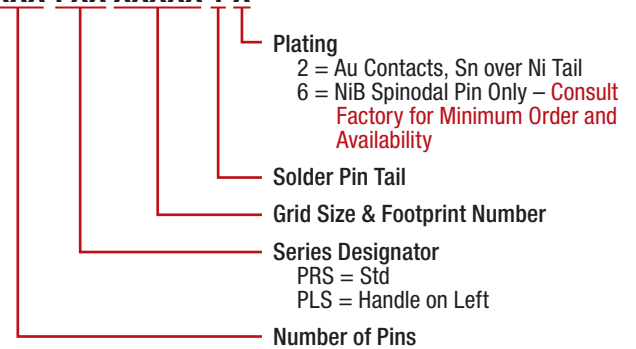 Plating
2 = Au Contacts, Sn over Ni Tail
6 = NiB Spinodal Pin Only – Consult
Factory for Minimum Order and
Availability
Solder Pin Tail
Grid Size & Footprint Number
Series Designator
PRS = Std
PLS = Handle on Left
Number of Pins